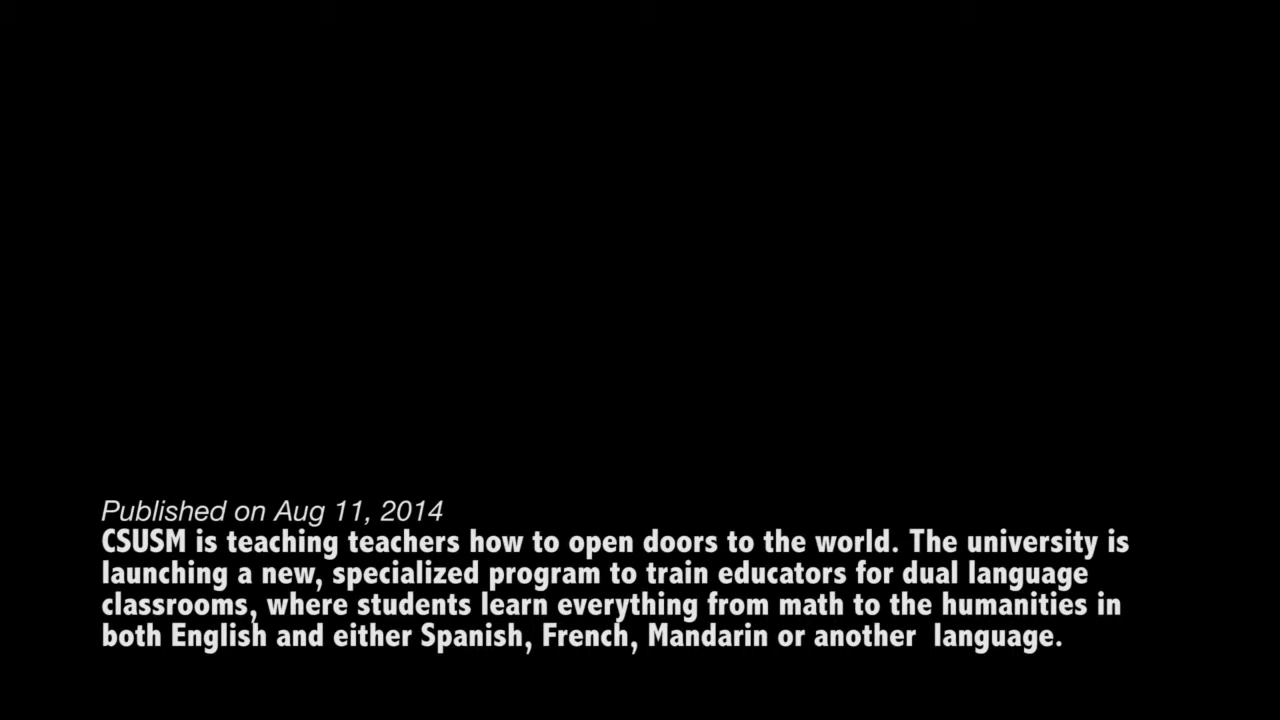 Published on Aug 11, 2014
CSUSM is teaching teachers how to open doors to the world. The university is
launching a new, specialized program to train educators for dual language
classrooms, where students learn everything from math to the humanities in
both English and either Spanish, French, Mandarin or another  language.